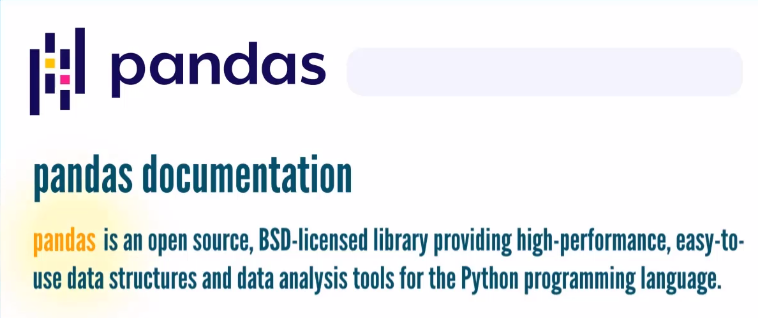 pandas
pandas documentation
pandas is an open source, BSD-licensed library providing high-performance, easy-to-
use data structures and data analysis tools for the Python programming language.